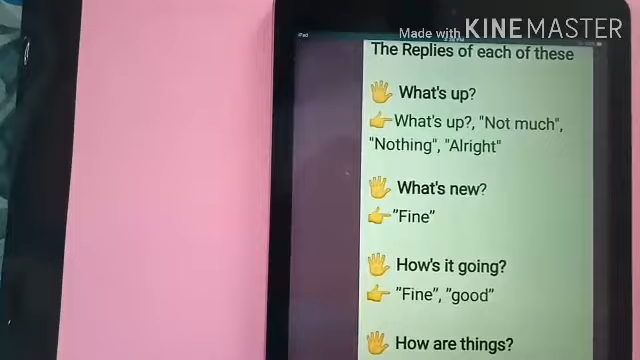 Made with KINEMASTER
iPad
The Replies of each of these
🖐 What's up?
👉What's up?, "Not much",
"Nothing", "Alright"
🖐 What's new?
👉"Fine"
🖐 How's it going?
👉 "Fine", "good"
🖐 How are things?